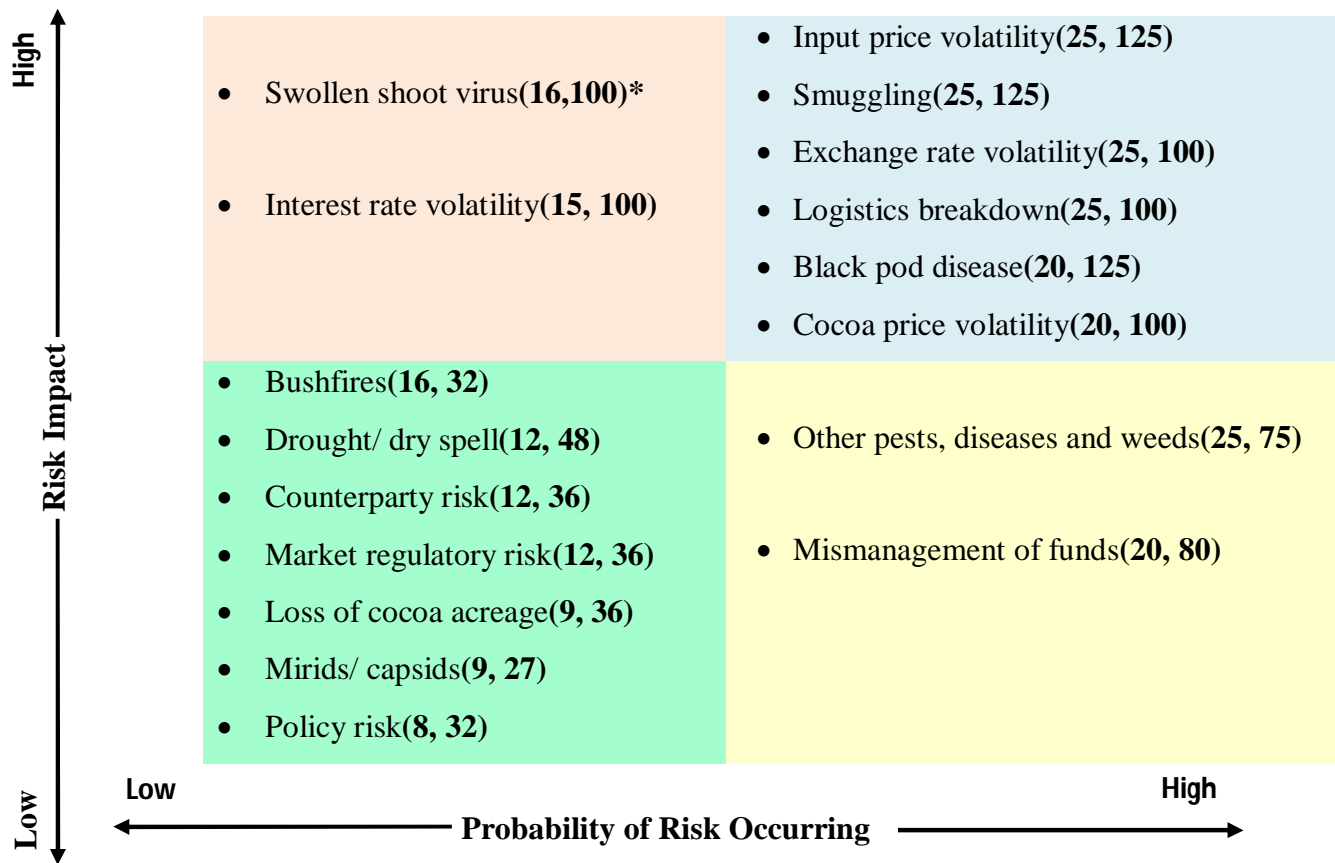 High
Risk Impact
Low
• Swollen shoot virus(16,100)*
• Interest rate volatility(15, 100)
• Input price volatility(25, 125)
• Smuggling(25, 125)
• Exchange rate volatility(25, 100)
• Logistics breakdown(25, 100)
• Black pod disease(20, 125)
• Cocoa price volatility(20, 100)
• Bushfires(16, 32)
• Drought/ dry spell(12, 48)
• Counterparty risk(12, 36)
• Market regulatory risk(12, 36)
• Loss of cocoa acreage(9, 36)
• Mirids/ capsids(9, 27)
• Policy risk(8, 32)
• Other pests, diseases and weeds(25, 75)
• Mismanagement of funds(20, 80)
Low
High
Probability of Risk Occurring